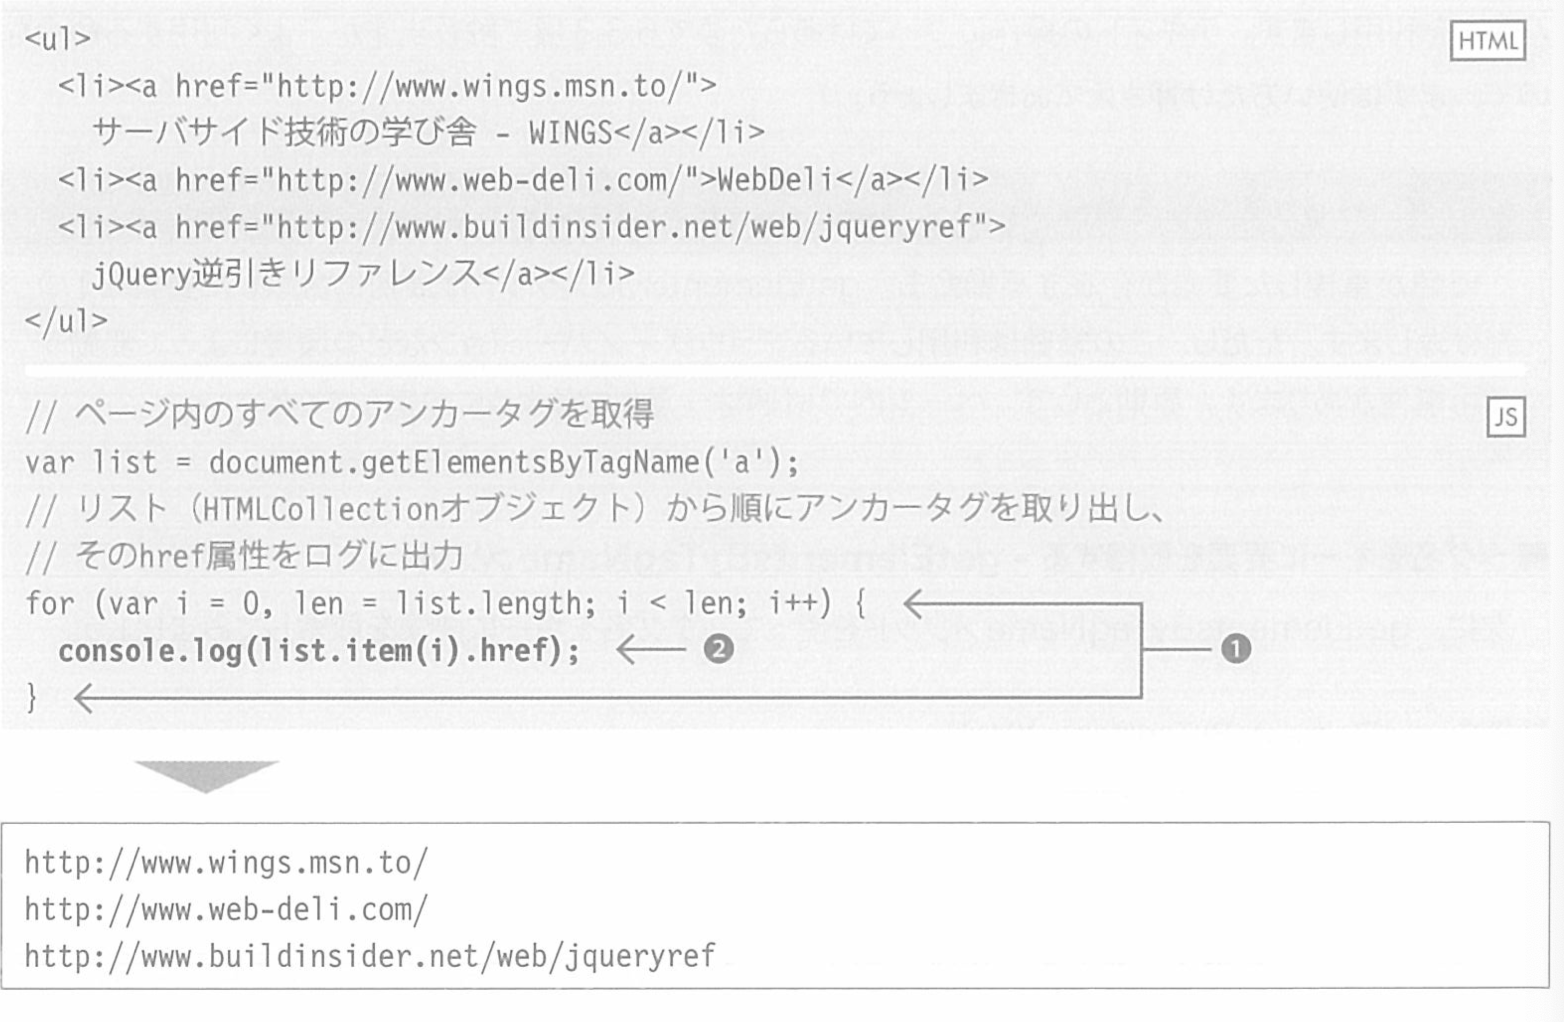 <ul>
HTML
<li><a href="http://www.wings.msn.to/">
サーバサイド技術の学び舎 - WINGS</a></li>
<li><a href="http://www.web-deli.com/">WebDeli</a></li>
<li><a href="http://www.buildinsider.net/web/jqueryref">
jQuery逆引きリファレンス</a></li>
</ul>
// ページ内のすべてのアンカータグを取得
JS
var list = document.getElementsByTagName('a');
// リスト（HTMLCollectionオブジェクト）から順にアンカータグを取り出し、
// そのhref属性をログに出力
for (var i = 0, len = list.length; i < len; i++) {
console.log(list.item(i).href); ❷ ❶
}
http://www.wings.msn.to/
http://www.web-deli.com/
http://www.buildinsider.net/web/jqueryref